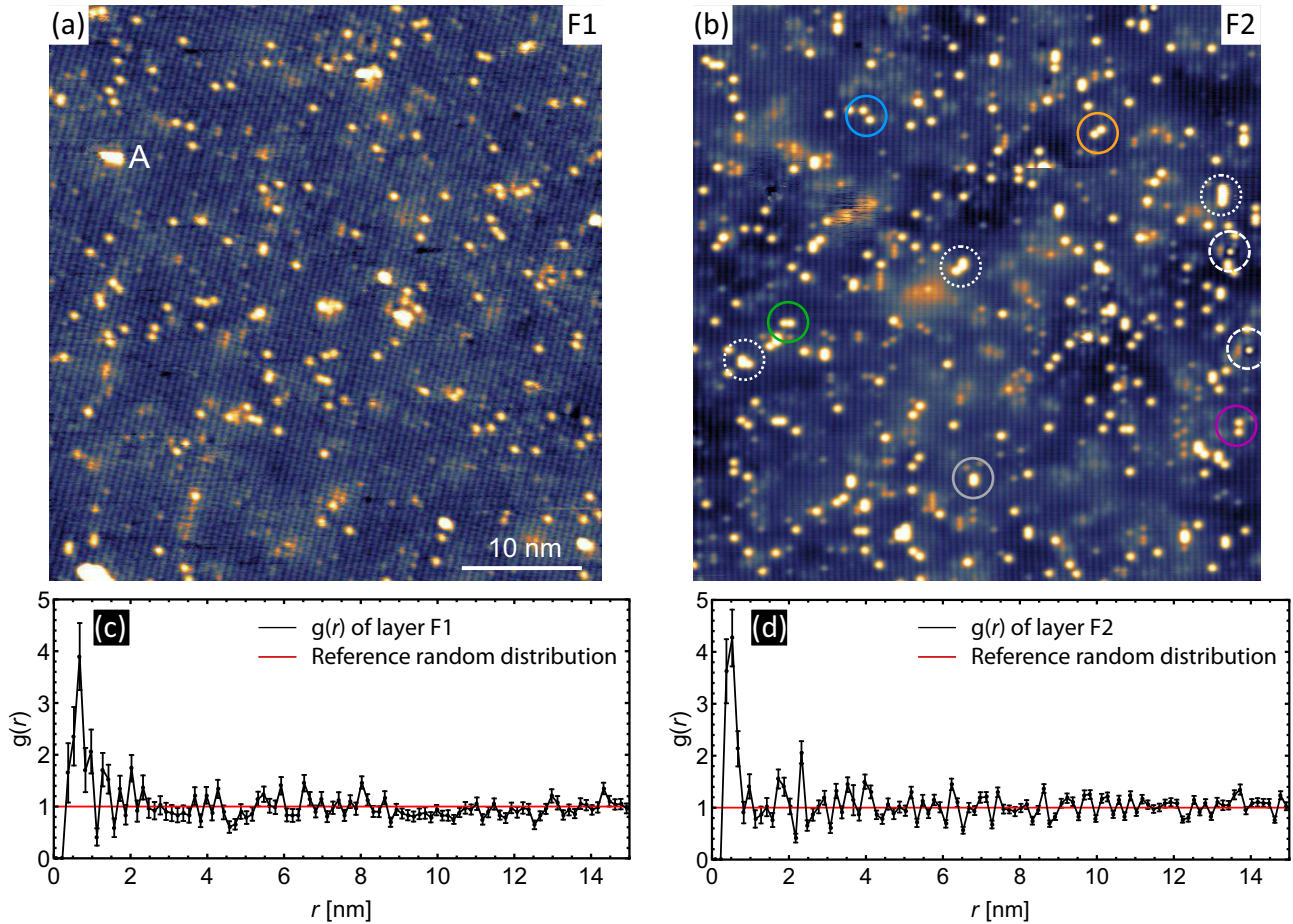 (a) F1
(b) F2
A
10 nm
(c) g(r) of layer F1
Reference random distribution
5
4
3
2
1
0
g(r)
0 2 4 6 8 10 12 14
r [nm]
(d) g(r) of layer F2
Reference random distribution
5
4
3
2
1
0
g(r)
0 2 4 6 8 10 12 14
r [nm]